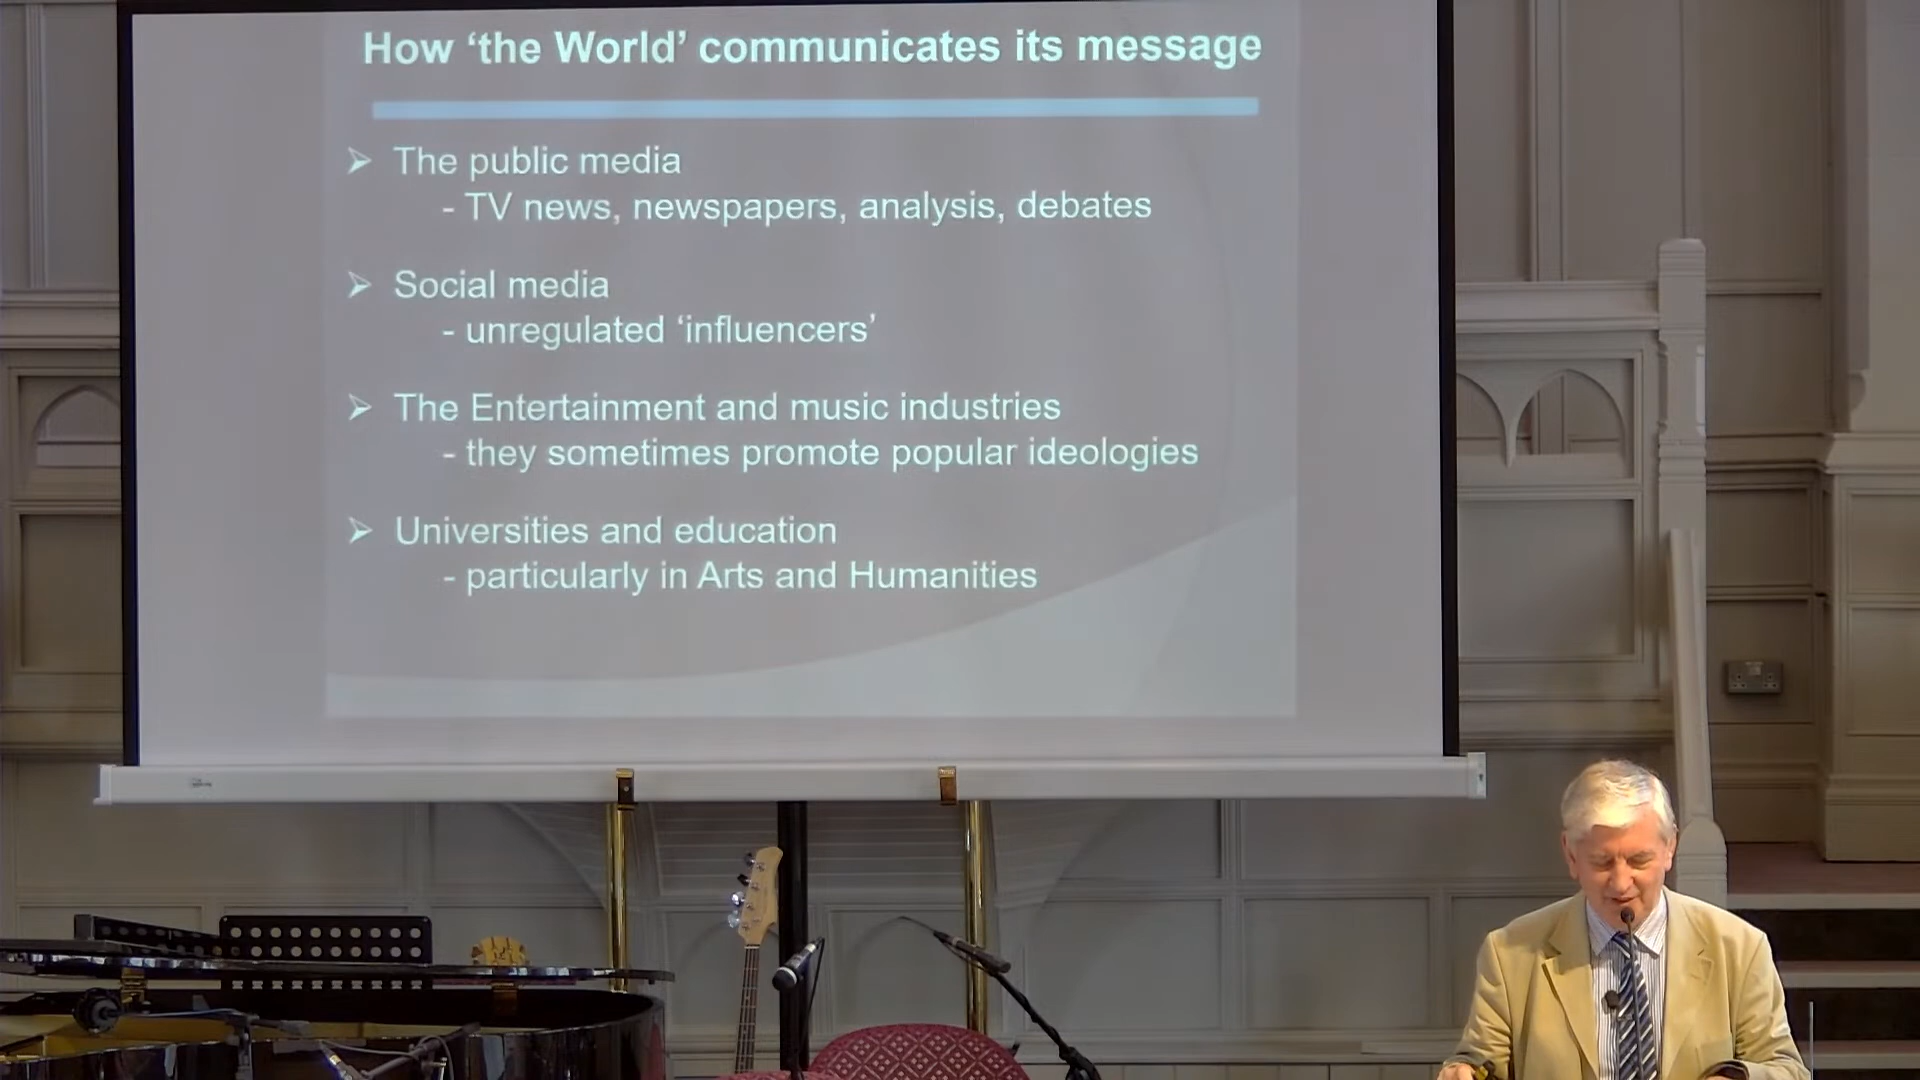 How ‘the World’ communicates its message
➢ The public media
- TV news, newspapers, analysis, debates
➢ Social media
- unregulated ‘influencers’
➢ The Entertainment and music industries
- they sometimes promote popular ideologies
➢ Universities and education
- particularly in Arts and Humanities